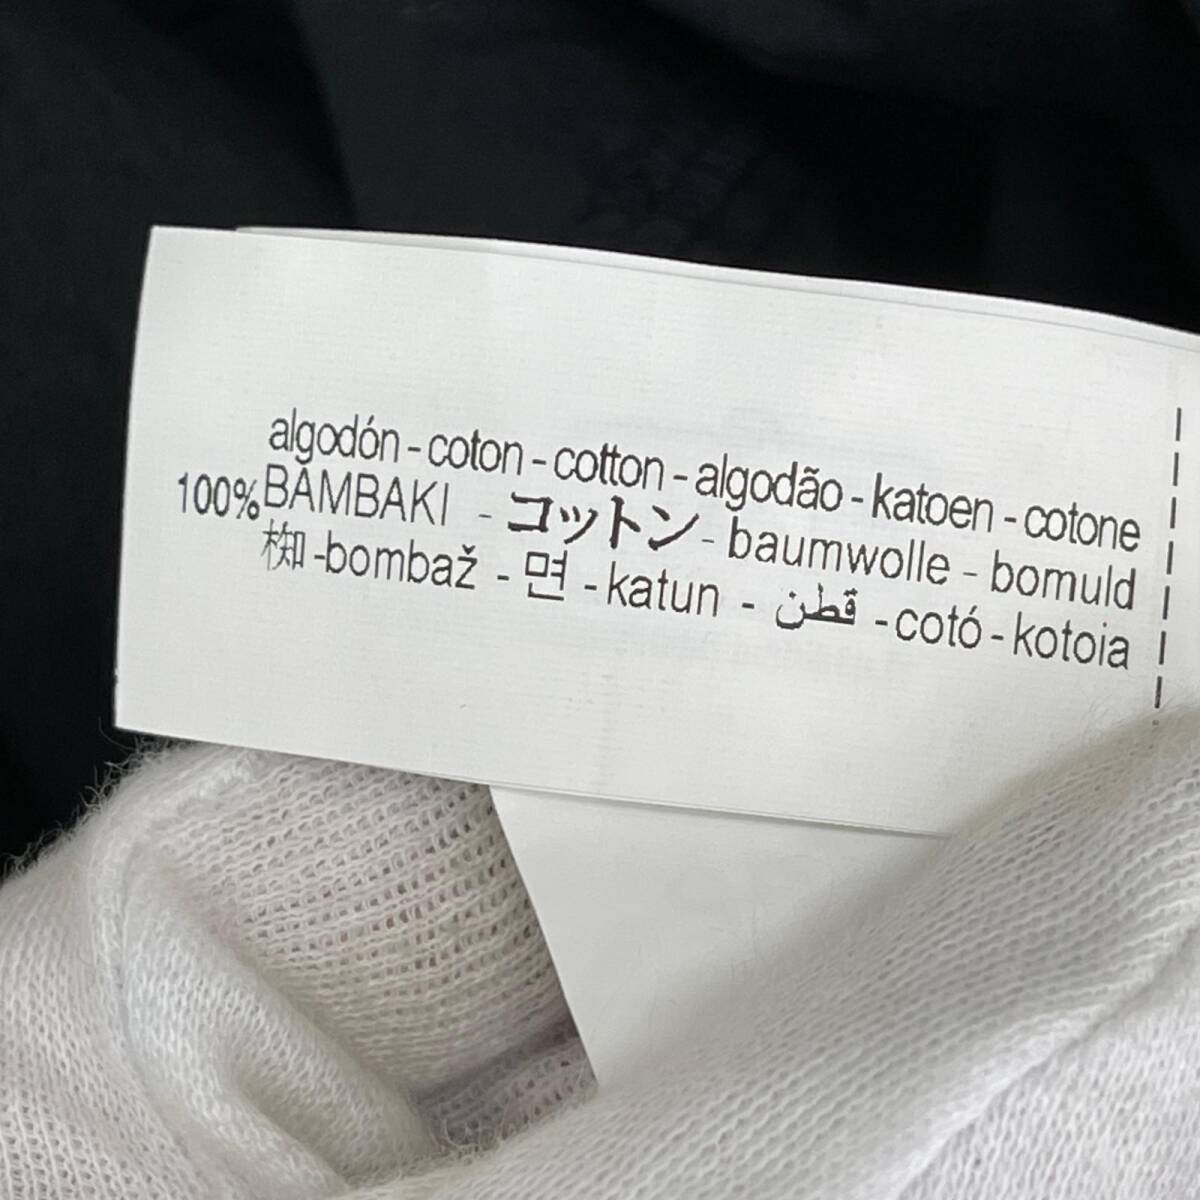 algodón - coton - cotton - algodão - katoen - cotone
100% BAMBAKI - コットン - baumwolle - bomuld
-bombaž - 면 - katun - قطن - cotó - kotoia